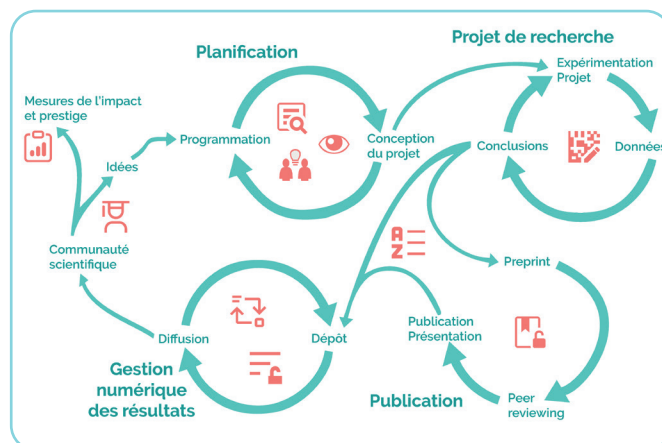 Projet de recherche
Planification
Expérimentation
Projet
Mesures de l'impact
et prestige
Programmation
Conception
du projet
Conclusions
Données
Idées
A
Z
Communauté
scientifique
Preprint
Publication
Présentation
Diffusion
Dépôt
Gestion
numérique
des résultats
Publication
Peer
reviewing